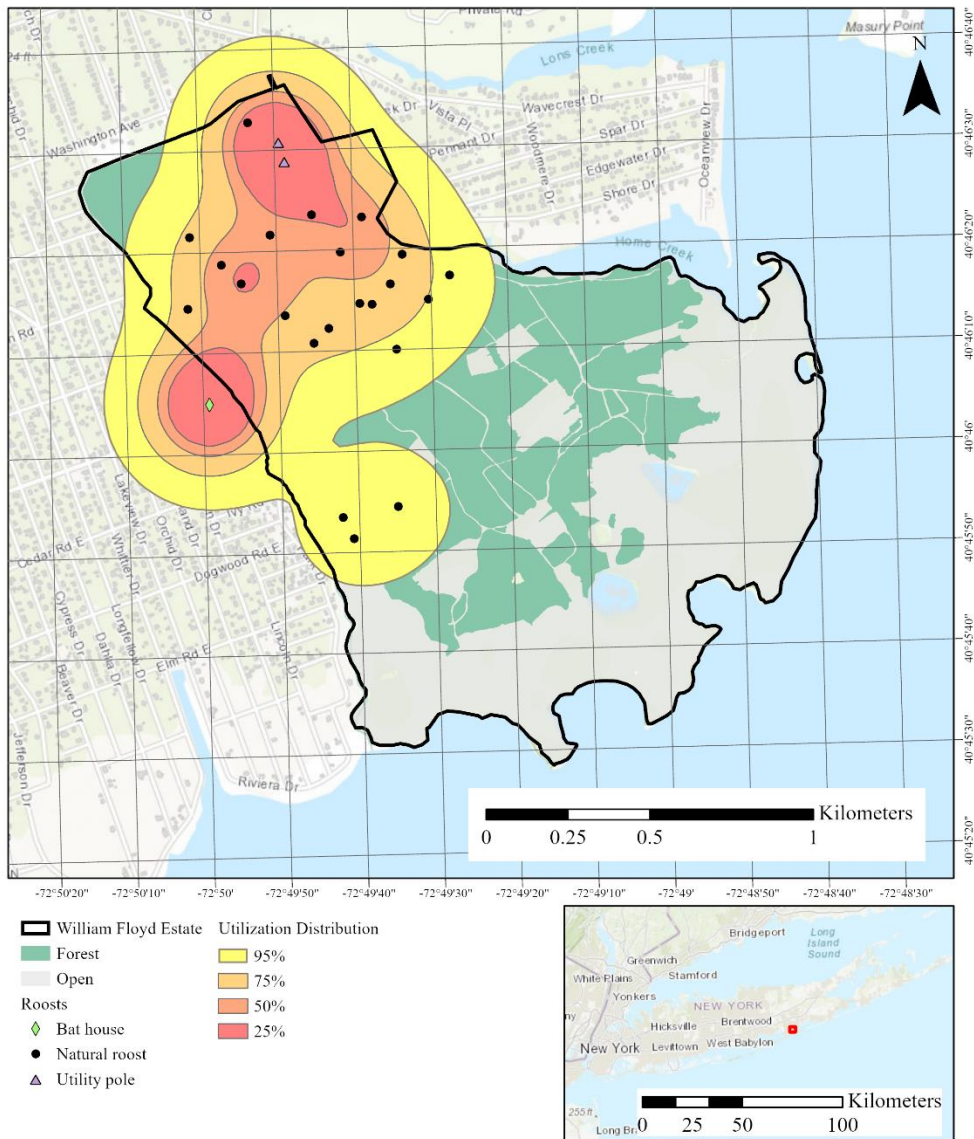 Private Rd
Masury Point
40°46'40"
24 ft
Lons Creek
N
Wavecrest Dr
Vista Pl
Washington Ave
Spar Dr
Pennant Dr
Woodmere Dr
Edgewater Dr
Shore Dr
Oceanview Dr
40°46'30"
40°46'20"
Home Creek
40°46'10"
40°46'
Lakeview Dr
Orchid Dr
Whittier Dr
Cedar Rd E
Dogwood Rd E
40°45'50"
Cypress Dr
Longfellow Dr
Dahlia Dr
Beaver Dr
Elm Rd E
Lincoln Dr
40°45'40"
Jefferson Dr
Riviera Dr
40°45'30"
Kilometers
0 0.25 0.5 1
40°45'20"
-72°50'20" -72°50'10" -72°50' -72°49'50" -72°49'40" -72°49'30" -72°49'20" -72°49'10" -72°49' -72°48'50" -72°48'40" -72°48'30"
William Floyd Estate
Forest
Open
Roosts
Bat house
Natural roost
Utility pole
Utilization Distribution
95%
75%
50%
25%
Bridgeport
Long
Island
Sound
Greenwich
White Plains
Stamford
Yonkers
NEW YORK
Hicksville
Brentwood
New York
Levittown
West Babylon
Kilometers
0 25 50 100
255 ft
Long